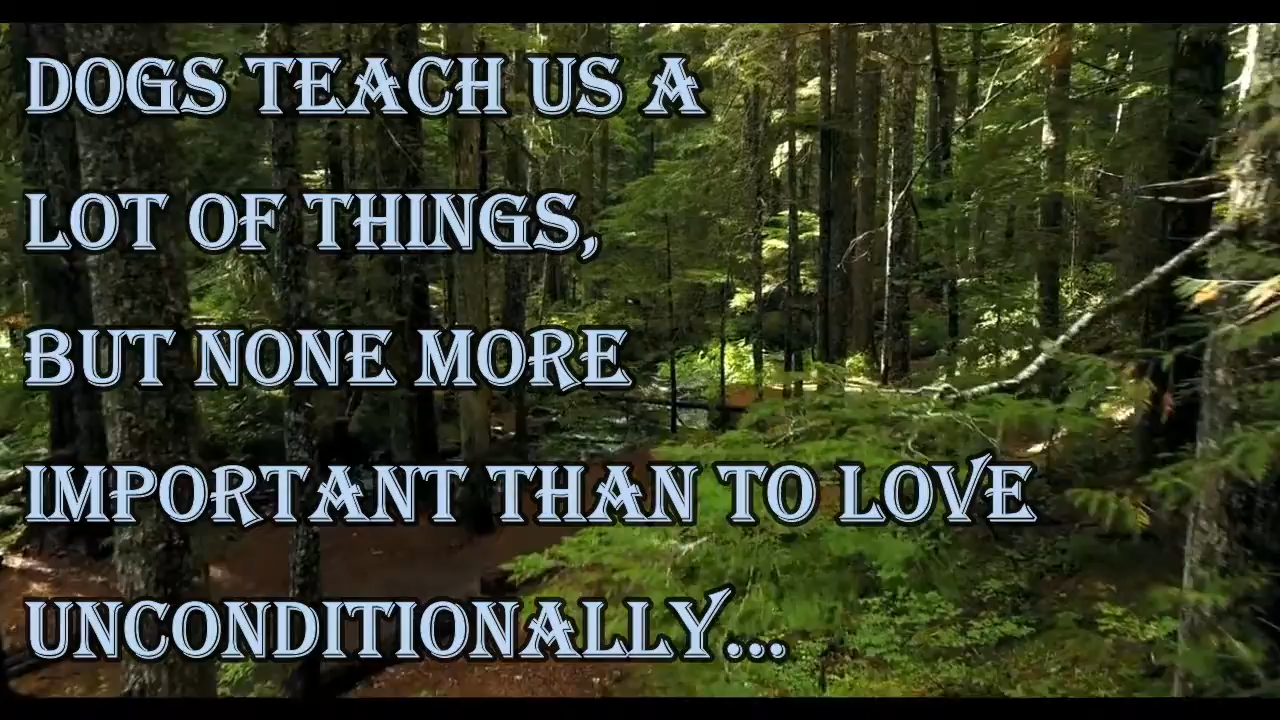 DOGS TEACH US A
LOT OF THINGS,
BUT NONE MORE
IMPORTANT THAN TO LOVE
UNCONDITIONALLY...